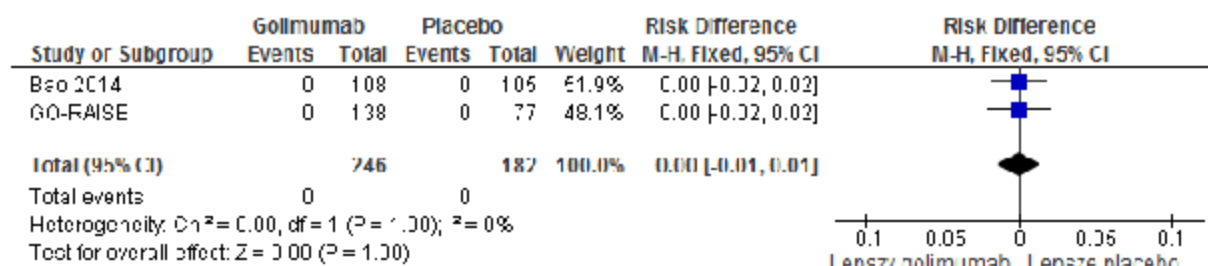 Golimumab Placebo Risk Difference Risk Difference
Study or Subgroup Events Total Events Total Weight M-H, Fixed, 95% CI M-H, Fixed, 95% CI
Bao 2014 0 108 0 105 51.9% 0.00 [-0.02, 0.02]
GO-RAISE 0 138 0 77 48.1% 0.00 [-0.02, 0.02]
Total (95% CI) 246 182 100.0% 0.00 [-0.01, 0.01]
Total events 0 0
Heterogeneity: Chi² = 0.00, df = 1 (P = 1.00); I² = 0%
Test for overall effect: Z = 0.00 (P = 1.00)
0.1 0.05 0 0.05 0.1
Lepszy golimumab Lepsze placebo